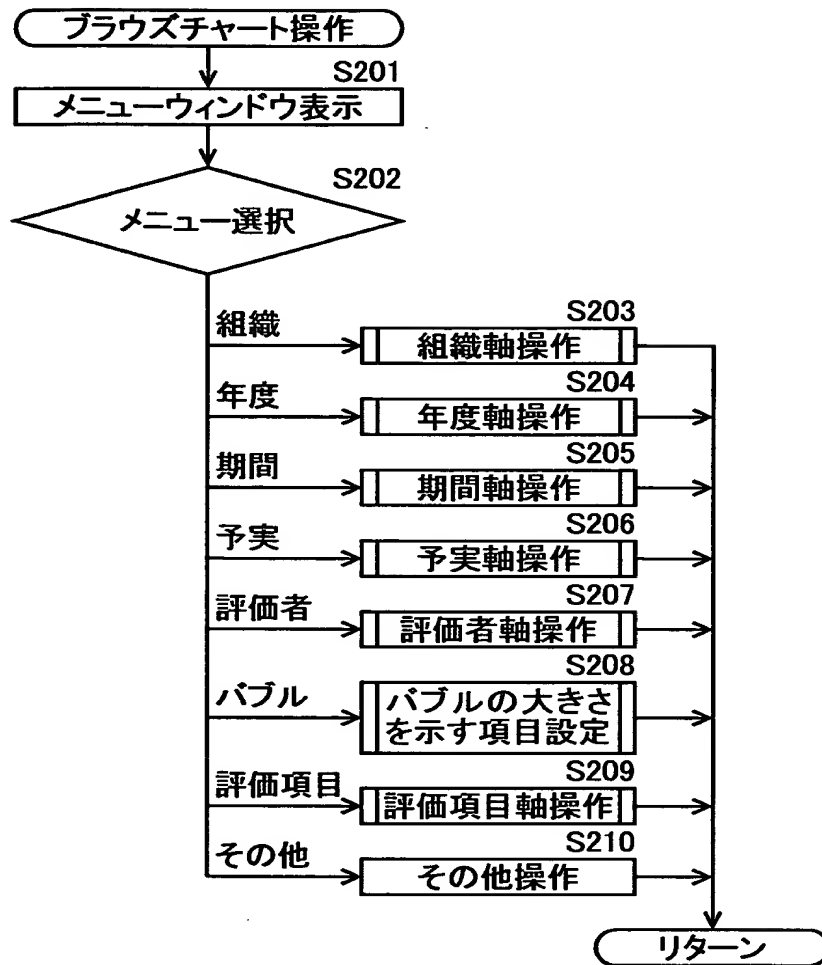 ブラウズチャート操作
S201
メニューウィンドウ表示
S202
メニュー選択
S203
組織
組織軸操作
S204
年度
年度軸操作
S205
期間
期間軸操作
S206
予実
予実軸操作
S207
評価者
評価者軸操作
S208
バブル
バブルの大きさ
を示す項目設定
S209
評価項目
評価項目軸操作
S210
その他
その他操作
リターン